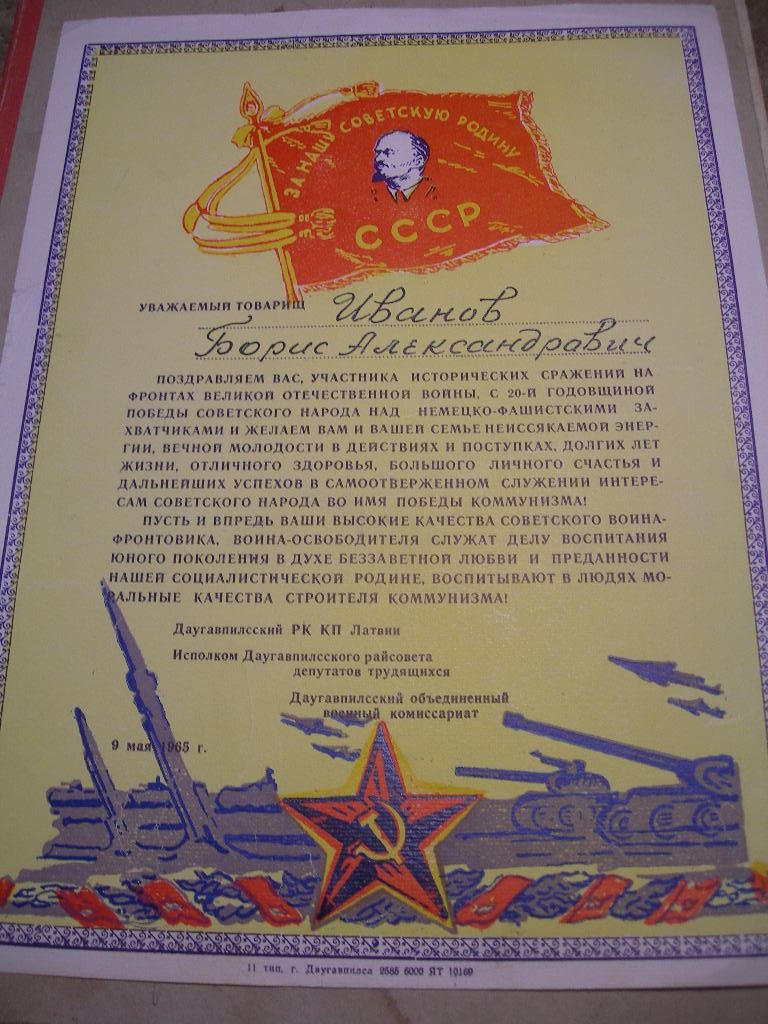 ЗА НАШУ СОВЕТСКУЮ РОДИНУ
СССР
УВАЖАЕМЫЙ ТОВАРИЩ Иванов
Борис Александрович
ПОЗДРАВЛЯЕМ ВАС, УЧАСТНИКА ИСТОРИЧЕСКИХ СРАЖЕНИЙ НА
ФРОНТАХ ВЕЛИКОЙ ОТЕЧЕСТВЕННОЙ ВОЙНЫ, С 20-Й ГОДОВЩИНОЙ
ПОБЕДЫ СОВЕТСКОГО НАРОДА НАД НЕМЕЦКО-ФАШИСТСКИМИ ЗА-
ХВАТЧИКАМИ И ЖЕЛАЕМ ВАМ И ВАШЕЙ СЕМЬЕ НЕИССЯКАЕМОЙ ЭНЕР-
ГИИ, ВЕЧНОЙ МОЛОДОСТИ В ДЕЙСТВИЯХ И ПОСТУПКАХ, ДОЛГИХ ЛЕТ
ЖИЗНИ, ОТЛИЧНОГО ЗДОРОВЬЯ, БОЛЬШОГО ЛИЧНОГО СЧАСТЬЯ И
ДАЛЬНЕЙШИХ УСПЕХОВ В САМООТВЕРЖЕННОМ СЛУЖЕНИИ ИНТЕРЕ-
САМ СОВЕТСКОГО НАРОДА ВО ИМЯ ПОБЕДЫ КОММУНИЗМА!
ПУСТЬ И ВПРЕДЬ ВАШИ ВЫСОКИЕ КАЧЕСТВА СОВЕТСКОГО ВОИНА-
ФРОНТОВИКА, ВОИНА-ОСВОБОДИТЕЛЯ СЛУЖАТ ДЕЛУ ВОСПИТАНИЯ
ЮНОГО ПОКОЛЕНИЯ В ДУХЕ БЕЗЗАВЕТНОЙ ЛЮБВИ И ПРЕДАННОСТИ
НАШЕЙ СОЦИАЛИСТИЧЕСКОЙ РОДИНЕ, ВОСПИТЫВАЮТ В ЛЮДЯХ МО-
РАЛЬНЫЕ КАЧЕСТВА СТРОИТЕЛЯ КОММУНИЗМА!
Даугавпилсский РК КП Латвии
Исполком Даугавпилсского райсовета
депутатов трудящихся
Даугавпилсский объединенный
военный комиссариат
9 мая 1965 г.
11 тип. г. Даугавпилса 2585 6000 ЯТ 10169